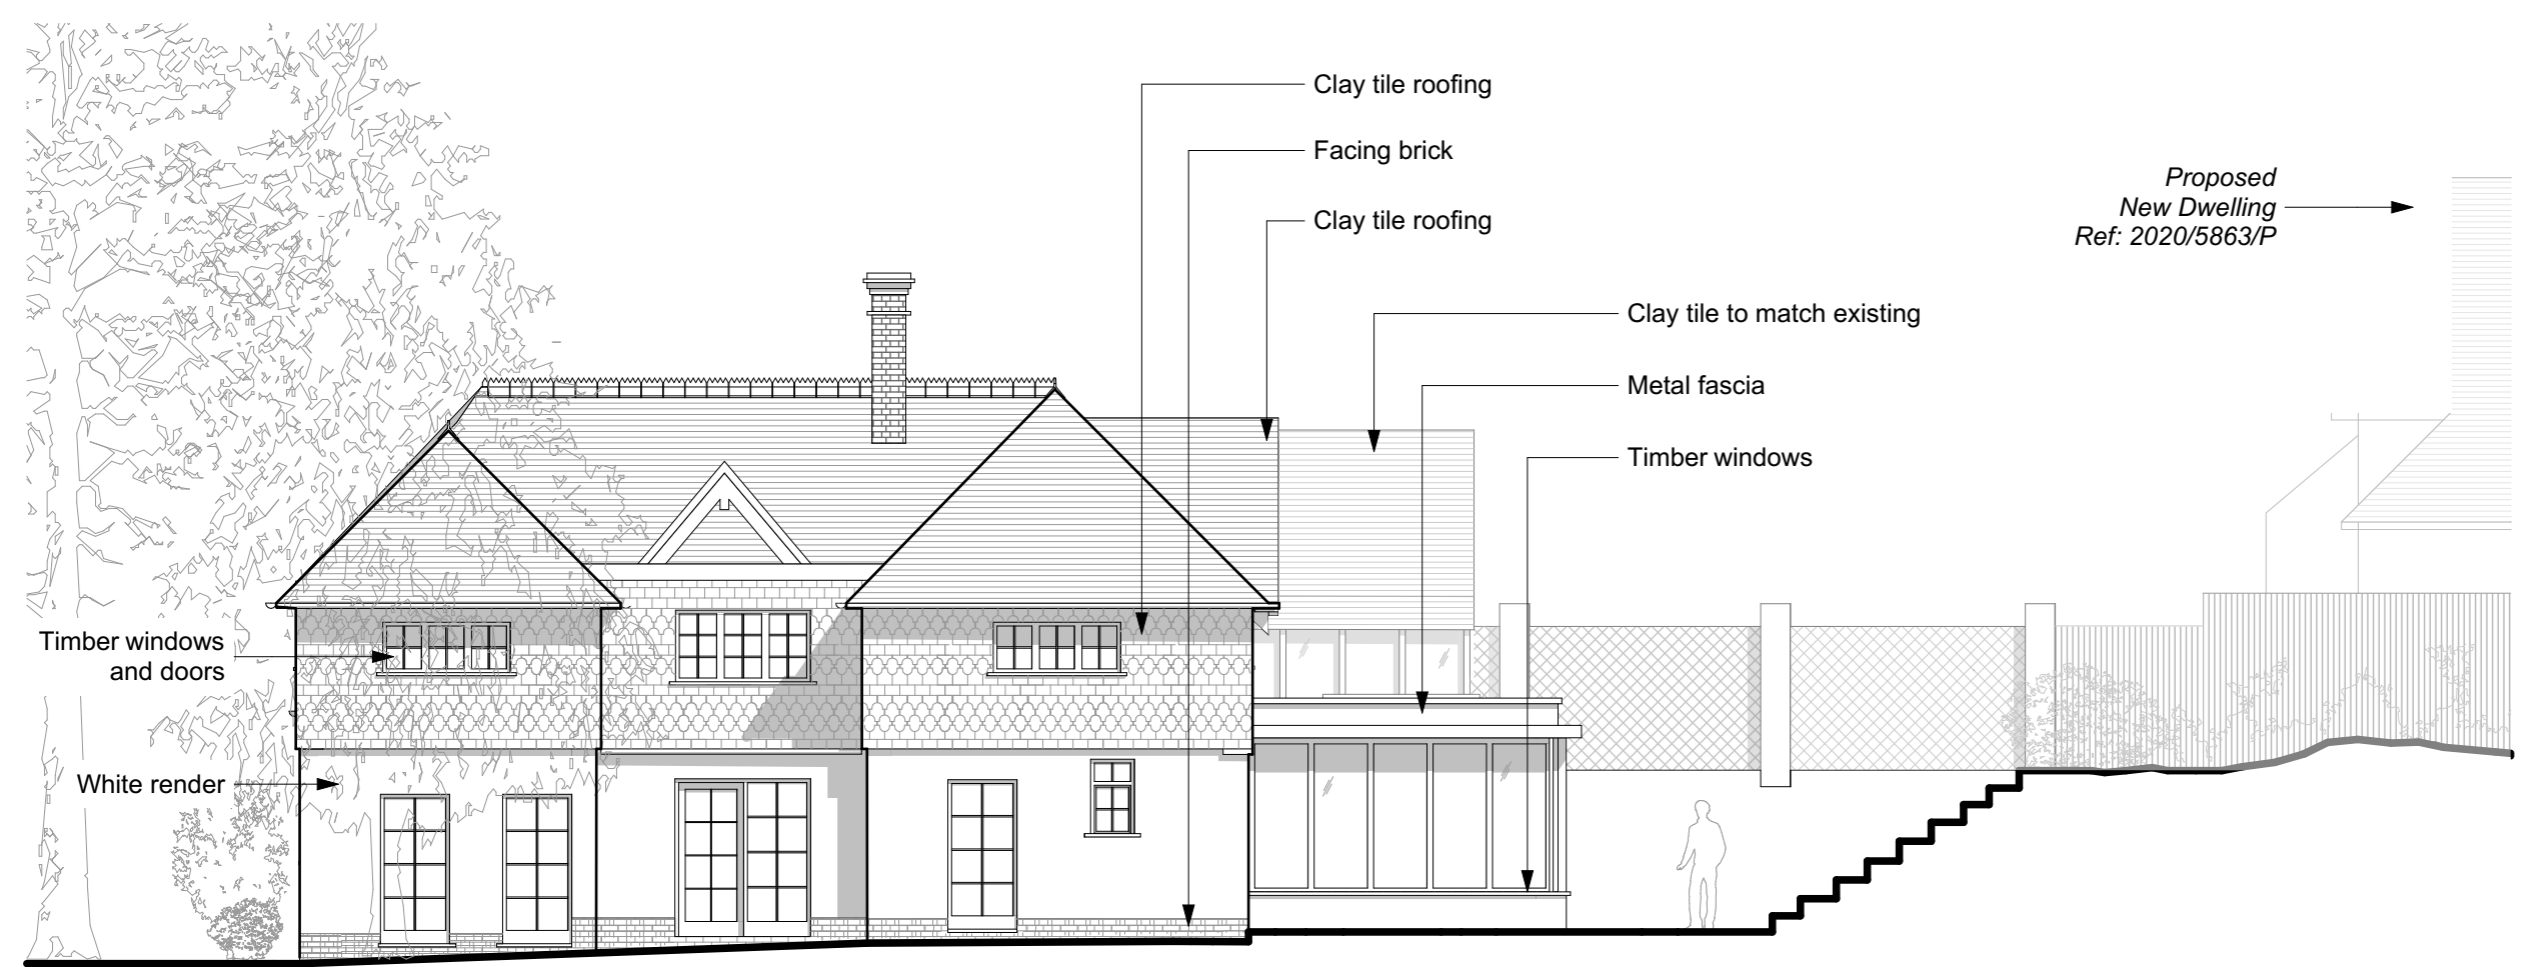 Clay tile roofing
Facing brick
Clay tile roofing
Proposed
New Dwelling
Ref: 2020/5863/P
Clay tile to match existing
Metal fascia
Timber windows
Timber windows
and doors
White render